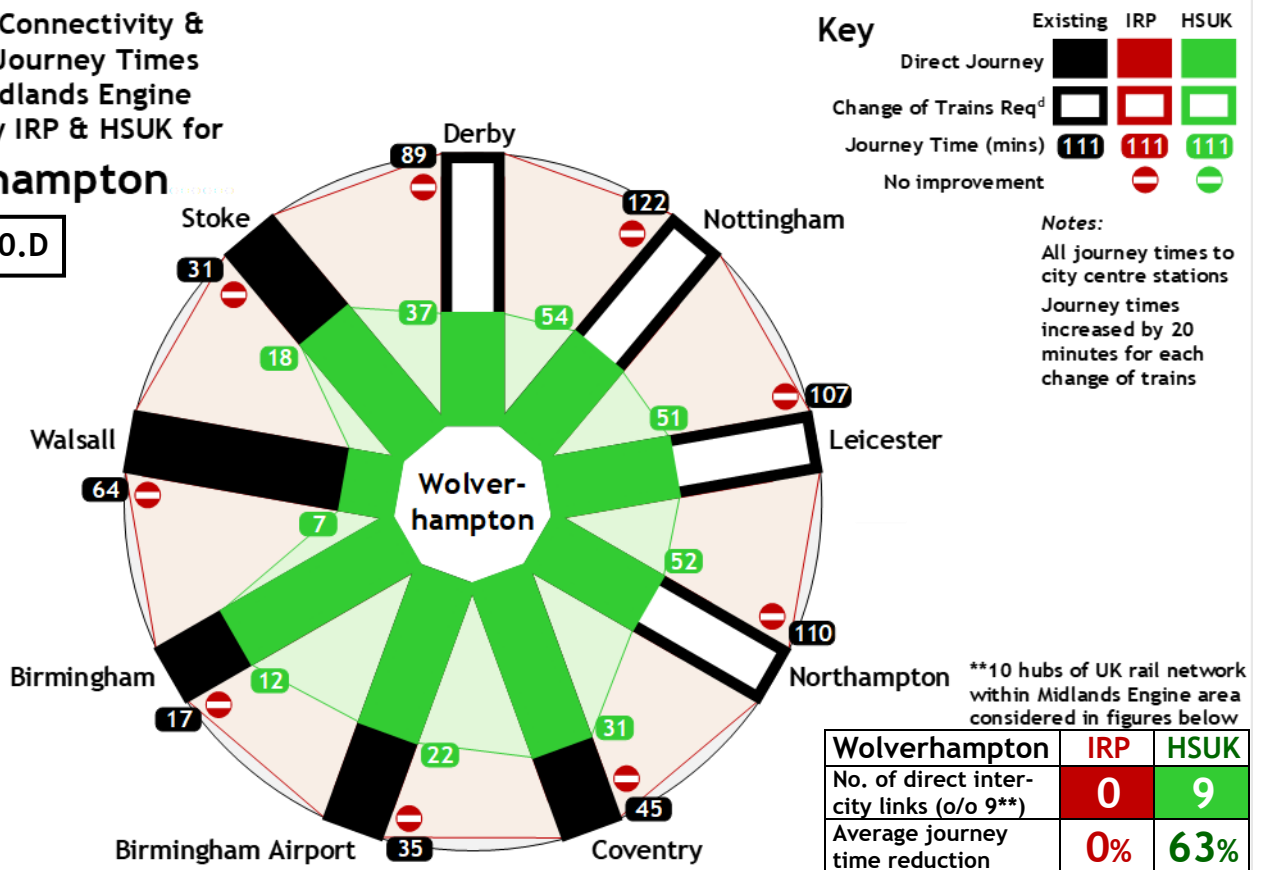 Connectivity &
Journey Times
dlands Engine
y IRP & HSUK for
hampton
0.D
Key
Existing IRP HSUK
Direct Journey
Change of Trains Reqᵈ
Journey Time (mins) 111 111 111
No improvement
Notes:
All journey times to
city centre stations
Journey times
increased by 20
minutes for each
change of trains
Derby
89
37
Nottingham
122
54
Leicester
107
51
Northampton
110
52
Coventry
45
31
Birmingham Airport
35
22
Birmingham
17
12
Walsall
64
7
Stoke
31
18
Wolver-
hampton
**10 hubs of UK rail network
within Midlands Engine area
considered in figures below
Wolverhampton IRP HSUK
No. of direct inter-
city links (o/o 9**) 0 9
Average journey
time reduction 0% 63%